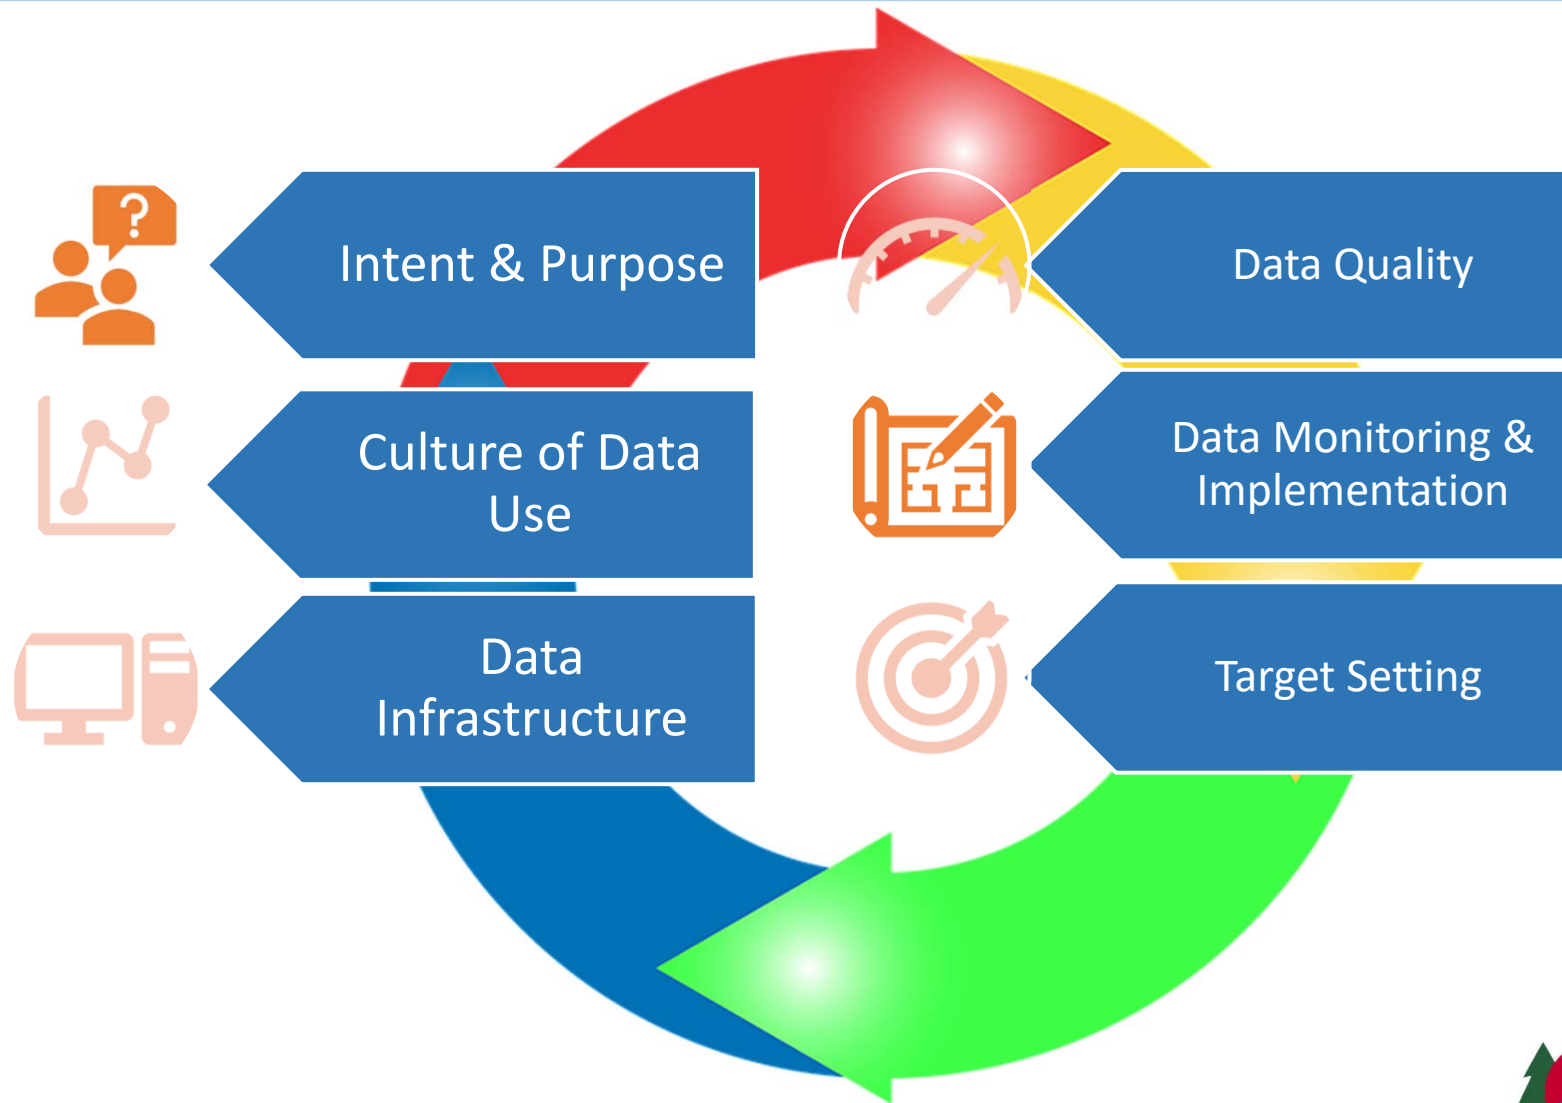 Intent & Purpose
Culture of Data
Use
Data
Infrastructure
Data Quality
Data Monitoring &
Implementation
Target Setting
?